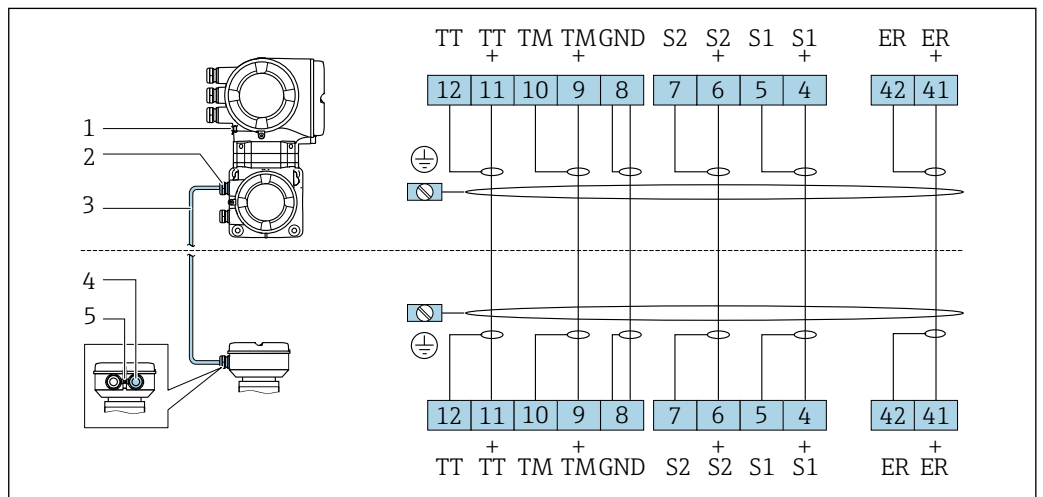 TT TT TM TM GND S2 S2 S1 S1 ER ER
+ + + + +
12 11 10 9 8 7 6 5 4 42 41
1
2
3
4
5
12 11 10 9 8 7 6 5 4 42 41
+ + + + +
TT TT TM TM GND S2 S2 S1 S1 ER ER